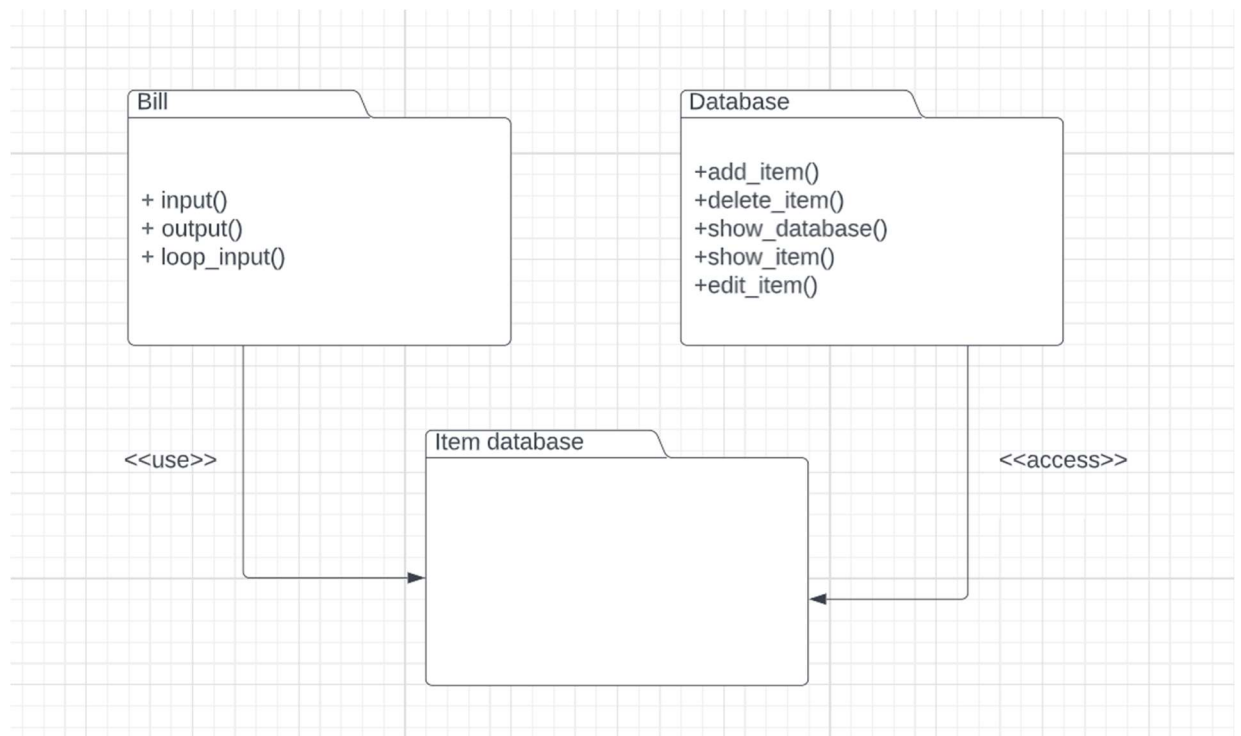 Bill
+ input()
+ output()
+ loop_input()
Database
+add_item()
+delete_item()
+show_database()
+show_item()
+edit_item()
<<use>>
Item database
<<access>>